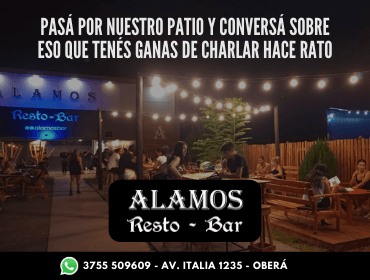 PASÁ POR NUESTRO PATIO Y CONVERSÁ SOBRE
ESO QUE TENÉS GANAS DE CHARLAR HACE RATO
ALAMOS
Resto-Bar
@alamosbar
ALAMOS
Resto - Bar
3755 509609 - AV. ITALIA 1235 - OBERÁ